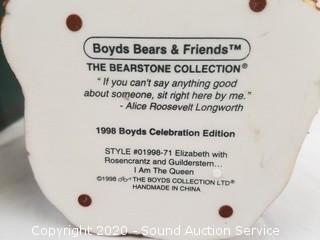 Boyds Bears & Friends™
THE BEARSTONE COLLECTION®
" If you can't say anything good
about someone, sit right here by me."
- Alice Roosevelt Longworth
1998 Boyds Celebration Edition
STYLE #01998-71 Elizabeth with
Rosencrantz and Guilderstern...
I Am The Queen
©1998 db THE BOYDS COLLECTION LTD®
HANDMADE IN CHINA
Copyright 2020 - Sound Auction Service